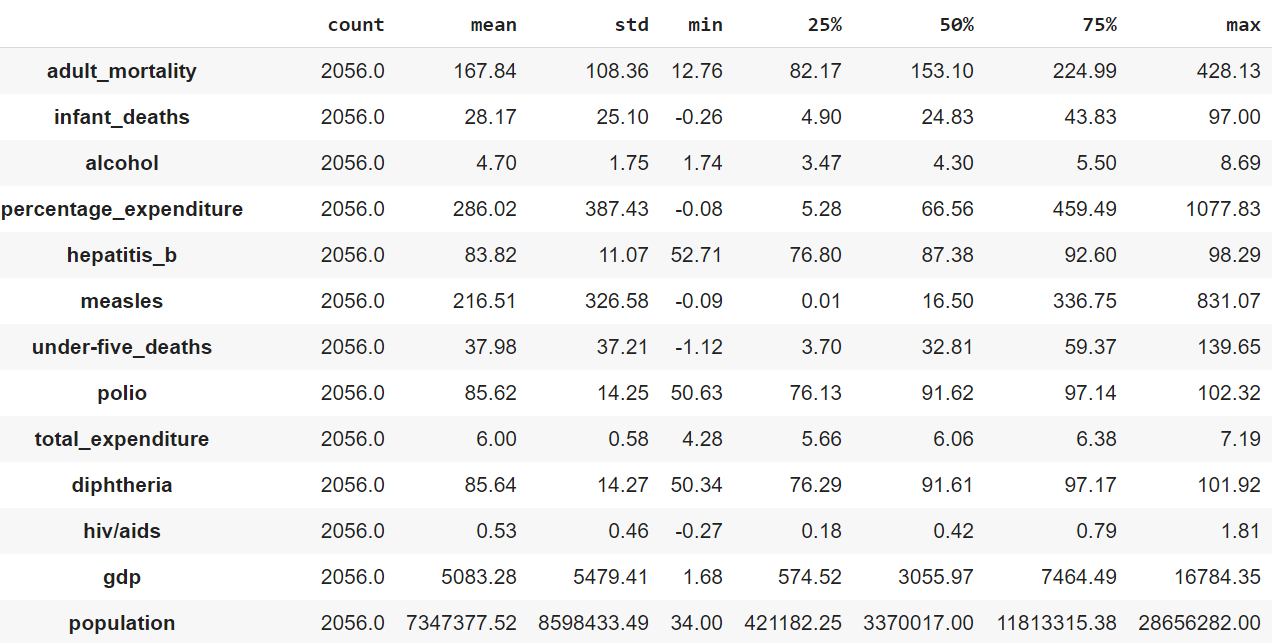 count mean std min 25% 50% 75% max
adult_mortality 2056.0 167.84 108.36 12.76 82.17 153.10 224.99 428.13
infant_deaths 2056.0 28.17 25.10 -0.26 4.90 24.83 43.83 97.00
alcohol 2056.0 4.70 1.75 1.74 3.47 4.30 5.50 8.69
percentage_expenditure 2056.0 286.02 387.43 -0.08 5.28 66.56 459.49 1077.83
hepatitis_b 2056.0 83.82 11.07 52.71 76.80 87.38 92.60 98.29
measles 2056.0 216.51 326.58 -0.09 0.01 16.50 336.75 831.07
under-five_deaths 2056.0 37.98 37.21 -1.12 3.70 32.81 59.37 139.65
polio 2056.0 85.62 14.25 50.63 76.13 91.62 97.14 102.32
total_expenditure 2056.0 6.00 0.58 4.28 5.66 6.06 6.38 7.19
diphtheria 2056.0 85.64 14.27 50.34 76.29 91.61 97.17 101.92
hiv/aids 2056.0 0.53 0.46 -0.27 0.18 0.42 0.79 1.81
gdp 2056.0 5083.28 5479.41 1.68 574.52 3055.97 7464.49 16784.35
population 2056.0 7347377.52 8598433.49 34.00 421182.25 3370017.00 11813315.38 28656282.00